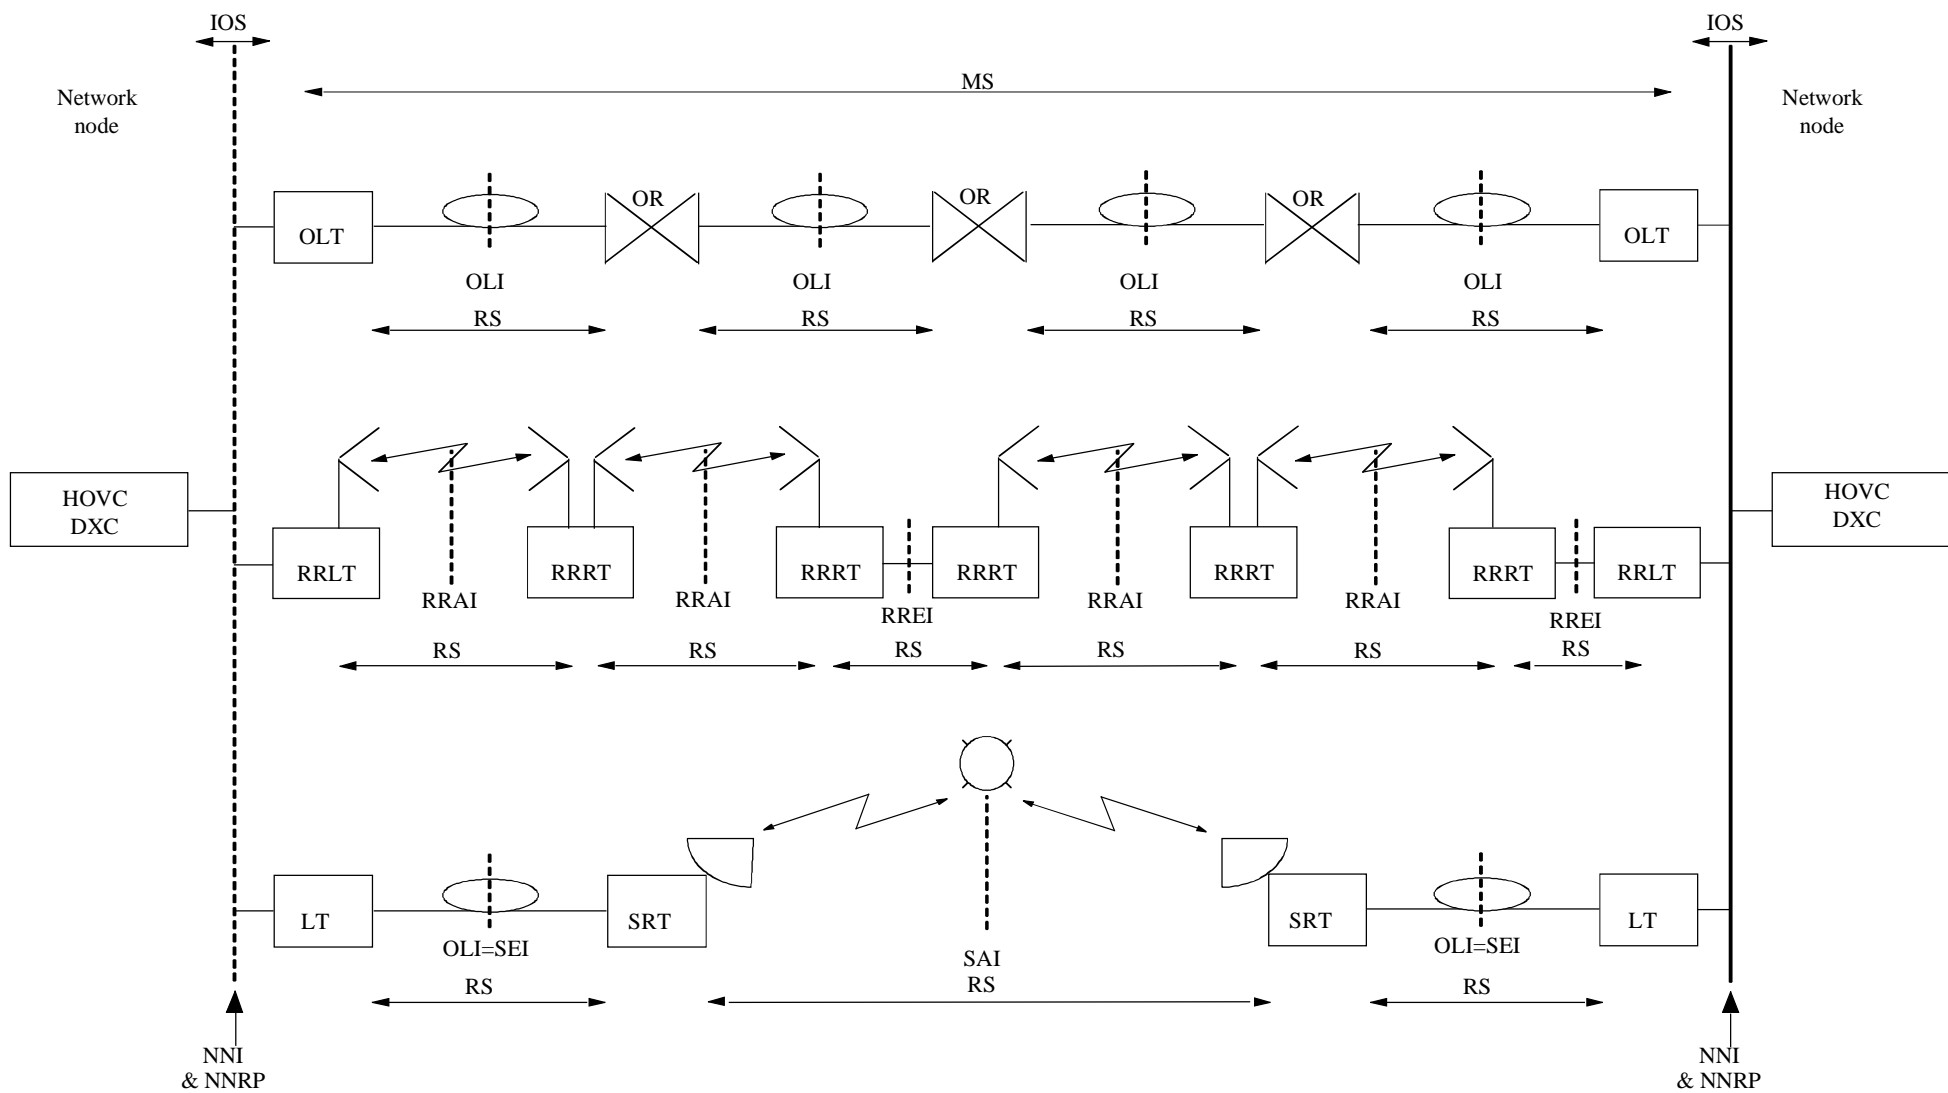 IOS
IOS
MS
Network
node
Network
node
OR
OR
OR
OLT
OLT
OLI
OLI
OLI
OLI
RS
RS
RS
RS
HOVC
DXC
HOVC
DXC
RRLT
RRRT
RRRT
RRRT
RRRT
RRRT
RRLT
RRAI
RRAI
RREI
RRAI
RRAI
RREI
RS
RS
RS
RS
RS
RS
LT
SRT
SRT
LT
OLI=SEI
SAI
OLI=SEI
RS
RS
RS
NNI
& NNRP
NNI
& NNRP